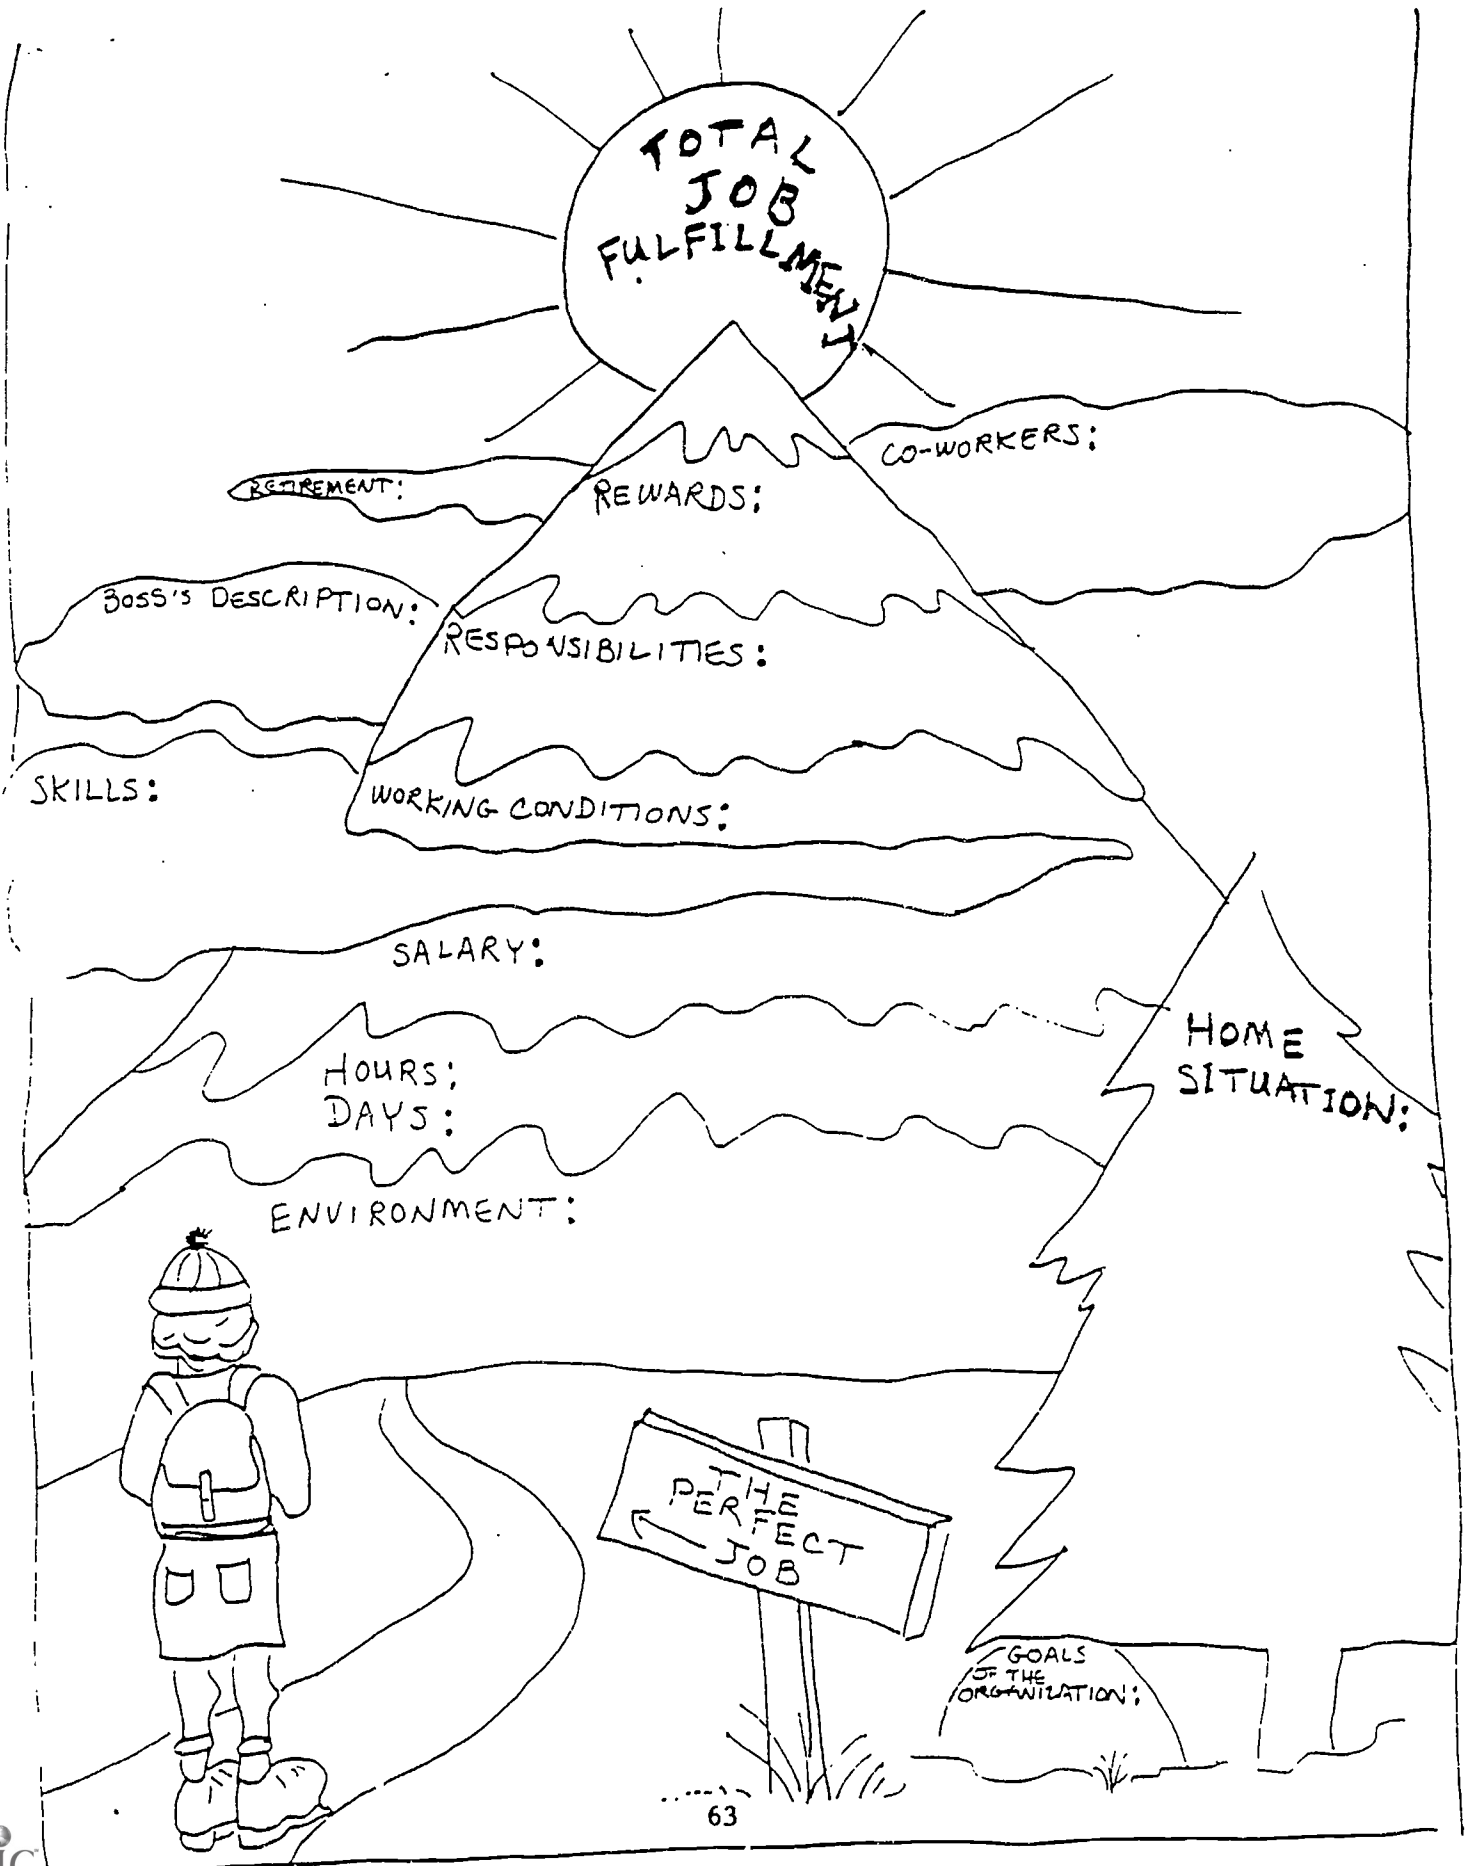 TOTAL
JOB
FULFILLMENT
CO-WORKERS:
RETIREMENT:
REWARDS:
BOSS'S DESCRIPTION:
RESPONSIBILITIES:
SKILLS:
WORKING CONDITIONS:
SALARY:
HOME
SITUATION:
HOURS:
DAYS:
ENVIRONMENT:
THE
PERFECT
JOB
GOALS
OF THE
ORGANIZATION:
63
IC